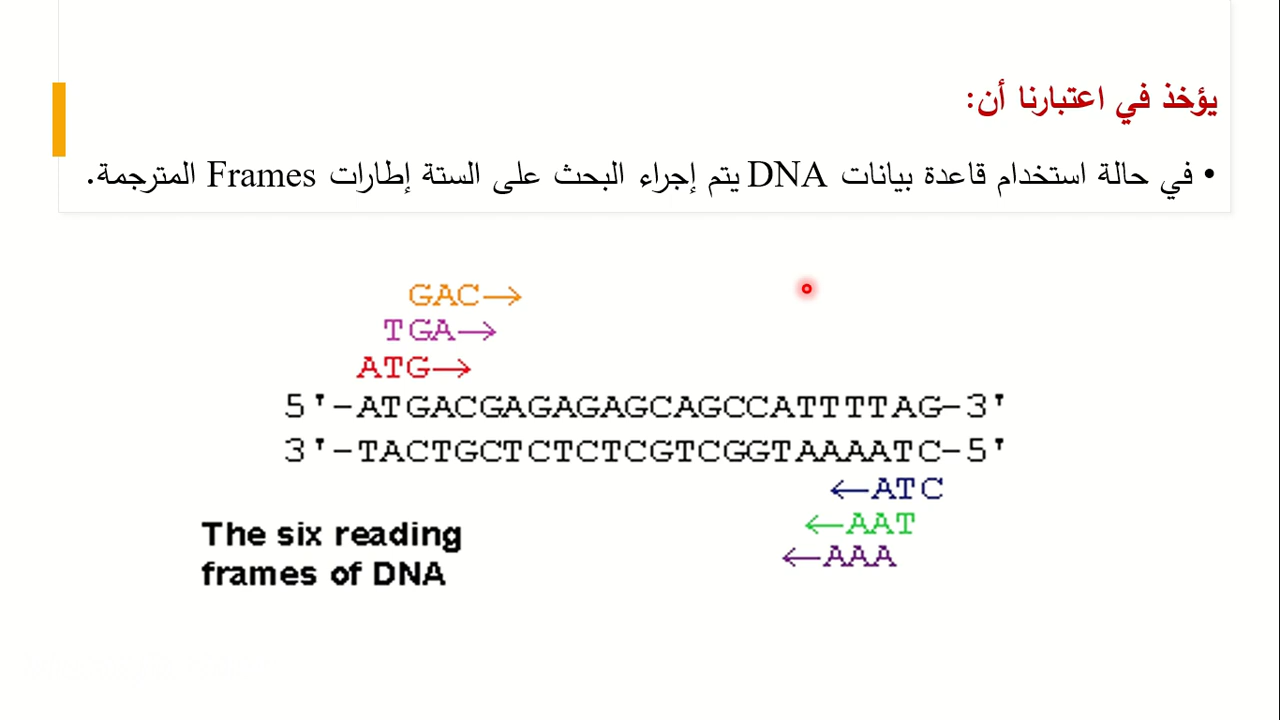 يؤخذ في اعتبارنا أن:
• في حالة استخدام قاعدة بيانات DNA يتم إجراء البحث على الستة إطارات Frames المترجمة.
GAC→
TGA→
ATG→
5'-ATGACGAGAGAGCAGCCATTTTAG-3'
3'-TACTGCTCTCTCGTCGGTAAAATC-5'
←ATC
←AAT
←AAA
The six reading
frames of DNA